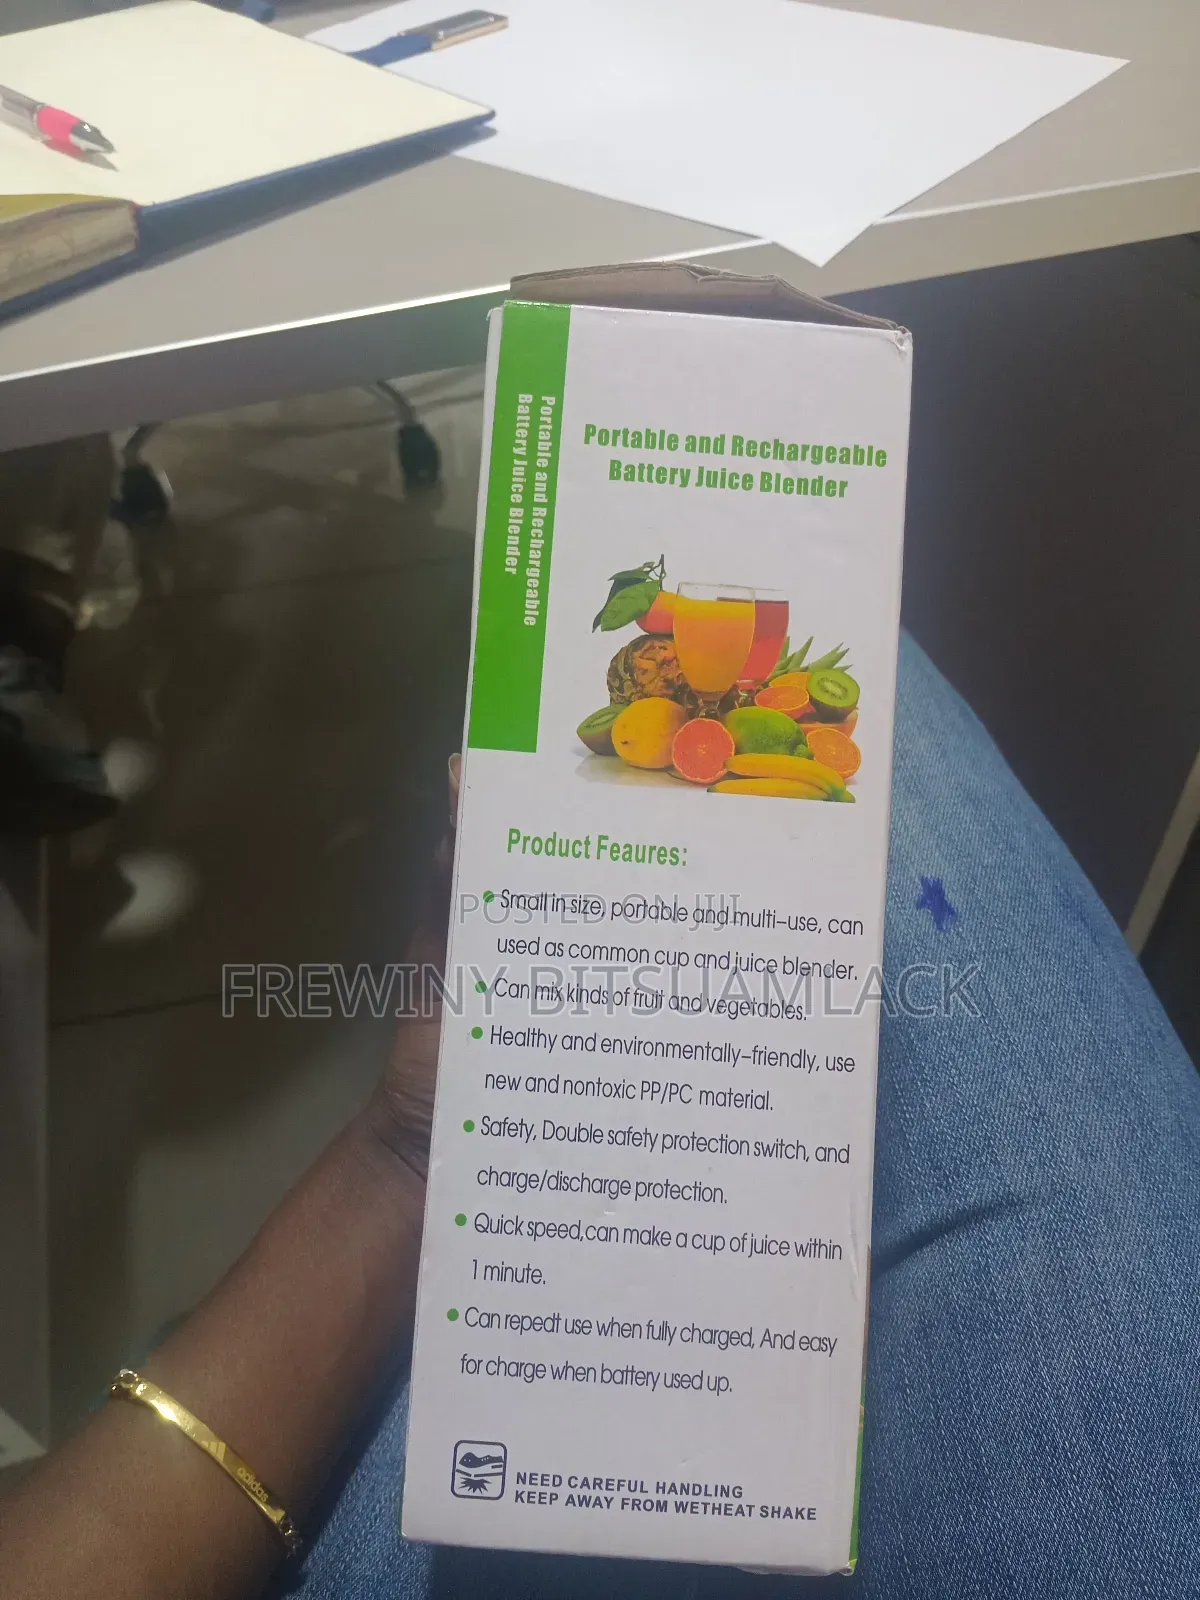 Portable and Rechargeable
Battery Juice Blender
Portable and Rechargeable
Battery Juice Blender
Product Feaures:
Small in size, portable and multi-use, can
used as common cup and juice blender.
Can mix kinds of fruit and vegetables.
Healthy and environmentally-friendly, use
new and nontoxic PP/PC material.
Safety, Double safety protection switch, and
charge/discharge protection.
Quick speed,can make a cup of juice within
1 minute.
Can repedt use when fully charged, And easy
for charge when battery used up.
NEED CAREFUL HANDLING
KEEP AWAY FROM WETHEAT SHAKE
adidas
POSTED ON JIJI
FREWINY BITSUAMLACK